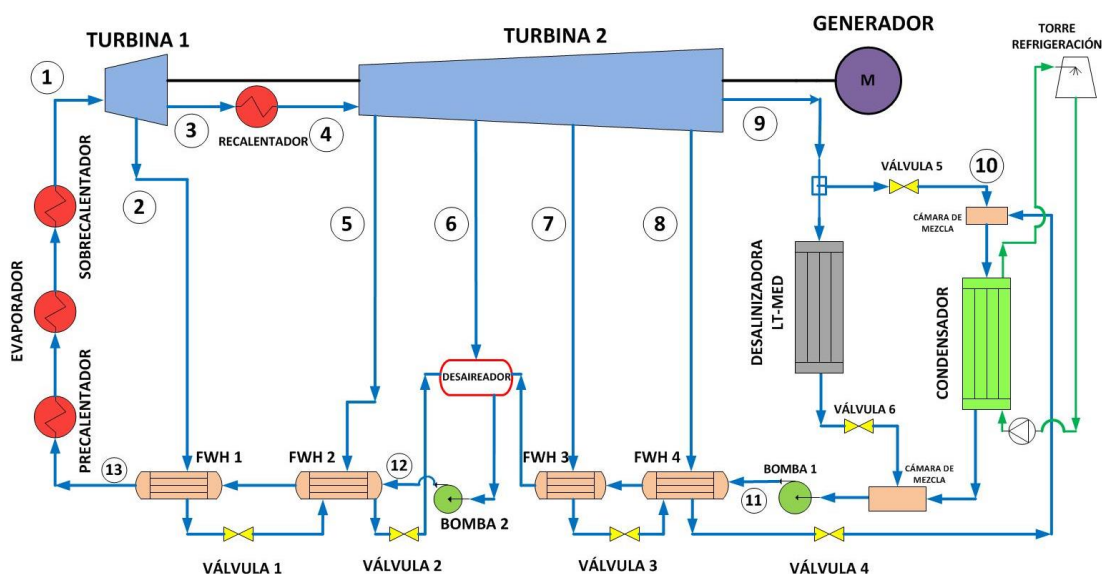 TURBINA 1
TURBINA 2
GENERADOR
TORRE
REFRIGERACIÓN
1
M
3
RECALENTADOR
4
9
VÁLVULA 5
10
2
5
6
7
8
CÁMARA DE
MEZCLA
SOBRECALENTADOR
EVAPORADOR
PRECALENTADOR
DESALINIZADORA
LT-MED
CONDENSADOR
DESAIREADOR
VÁLVULA 6
13
FWH 1
FWH 2
12
FWH 3
FWH 4
BOMBA 1
11
CÁMARA DE
MEZCLA
BOMBA 2
VÁLVULA 1
VÁLVULA 2
VÁLVULA 3
VÁLVULA 4